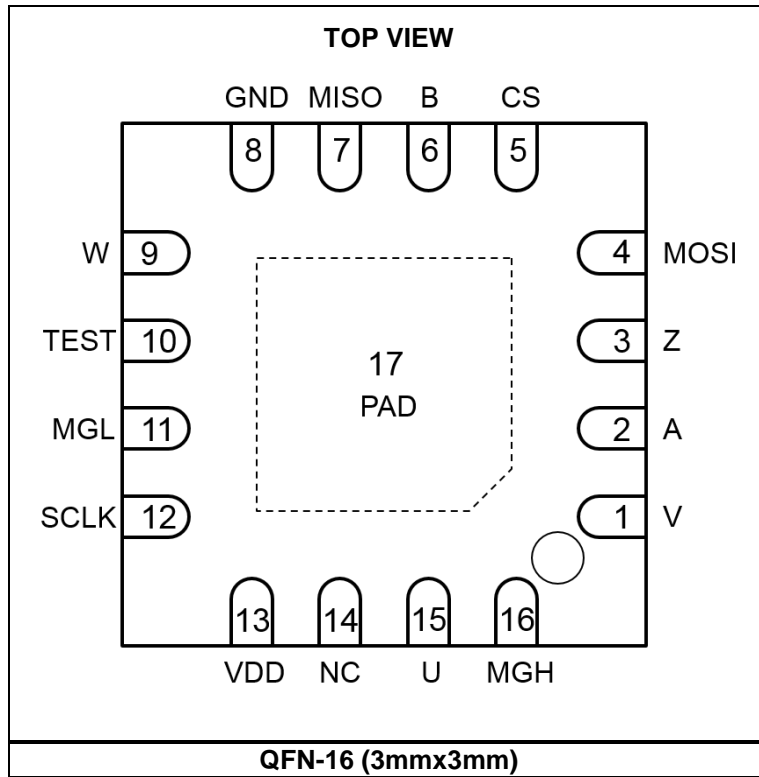 TOP VIEW
GND MISO B CS
8 7 6 5
W 9 4 MOSI
TEST 10 3 Z
17
PAD
MGL 11 2 A
SCLK 12 1 V
13 14 15 16
VDD NC U MGH
QFN-16 (3mmx3mm)